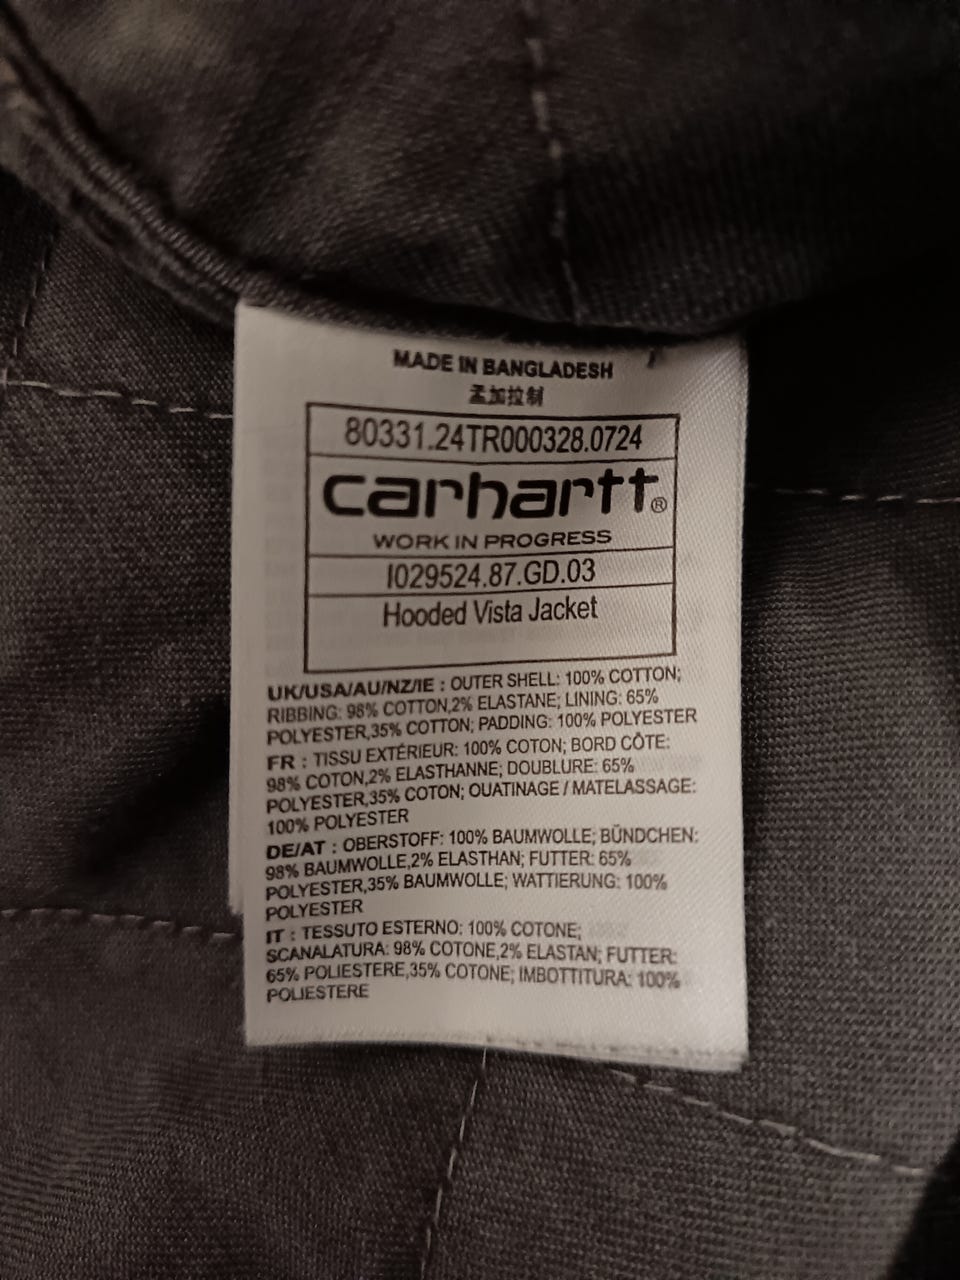 MADE IN BANGLADESH
孟加拉制
80331.24TR000328.0724
carhartt®
WORK IN PROGRESS
I029524.87.GD.03
Hooded Vista Jacket
UK/USA/AU/NZ/IE : OUTER SHELL: 100% COTTON;
RIBBING: 98% COTTON,2% ELASTANE; LINING: 65%
POLYESTER,35% COTTON; PADDING: 100% POLYESTER
FR : TISSU EXTÉRIEUR: 100% COTON; BORD CÔTE:
98% COTON,2% ELASTHANNE; DOUBLURE: 65%
POLYESTER,35% COTON; OUATINAGE / MATELASSAGE:
100% POLYESTER
DE/AT : OBERSTOFF: 100% BAUMWOLLE; BÜNDCHEN:
98% BAUMWOLLE,2% ELASTHAN; FUTTER: 65%
POLYESTER,35% BAUMWOLLE; WATTIERUNG: 100%
POLYESTER
IT : TESSUTO ESTERNO: 100% COTONE;
SCANALATURA: 98% COTONE,2% ELASTAN; FUTTER:
65% POLIESTERE,35% COTONE; IMBOTTITURA: 100%
POLIESTERE